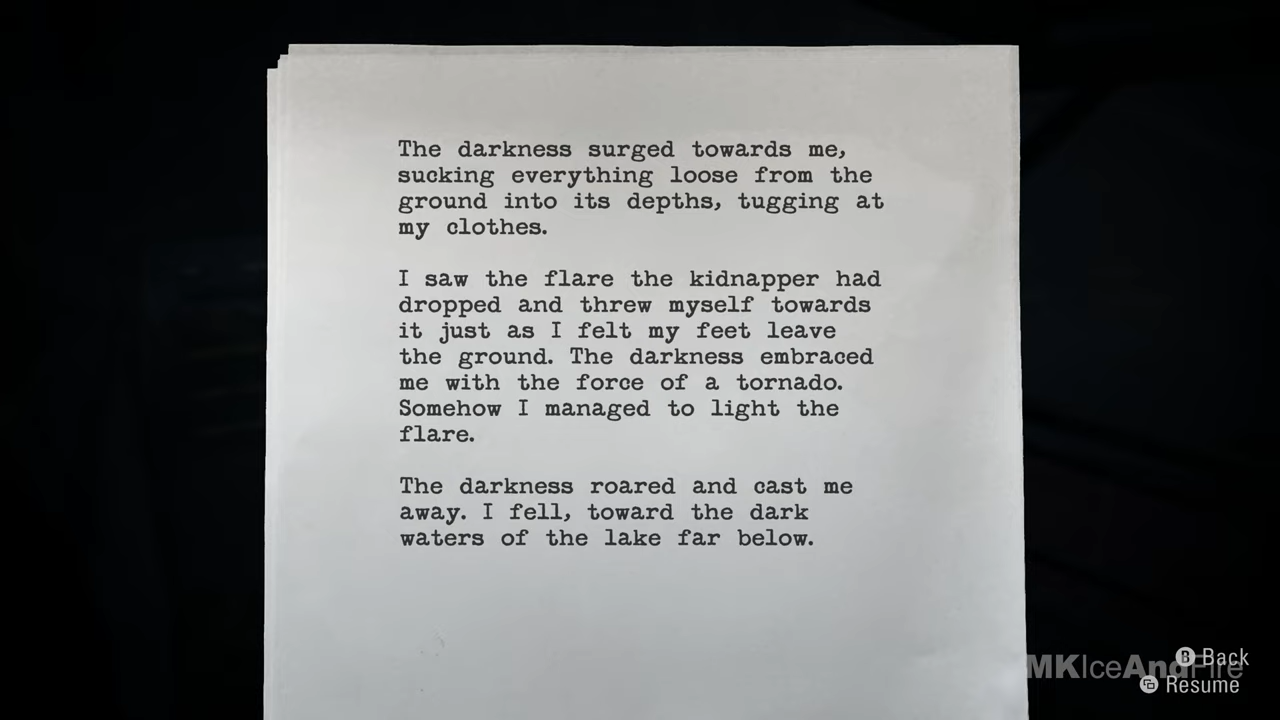 The darkness surged towards me,
sucking everything loose from the
ground into its depths, tugging at
my clothes.
I saw the flare the kidnapper had
dropped and threw myself towards
it just as I felt my feet leave
the ground. The darkness embraced
me with the force of a tornado.
Somehow I managed to light the
flare.
The darkness roared and cast me
away. I fell, toward the dark
waters of the lake far below.
MKIceAndFire
B Back
Resume